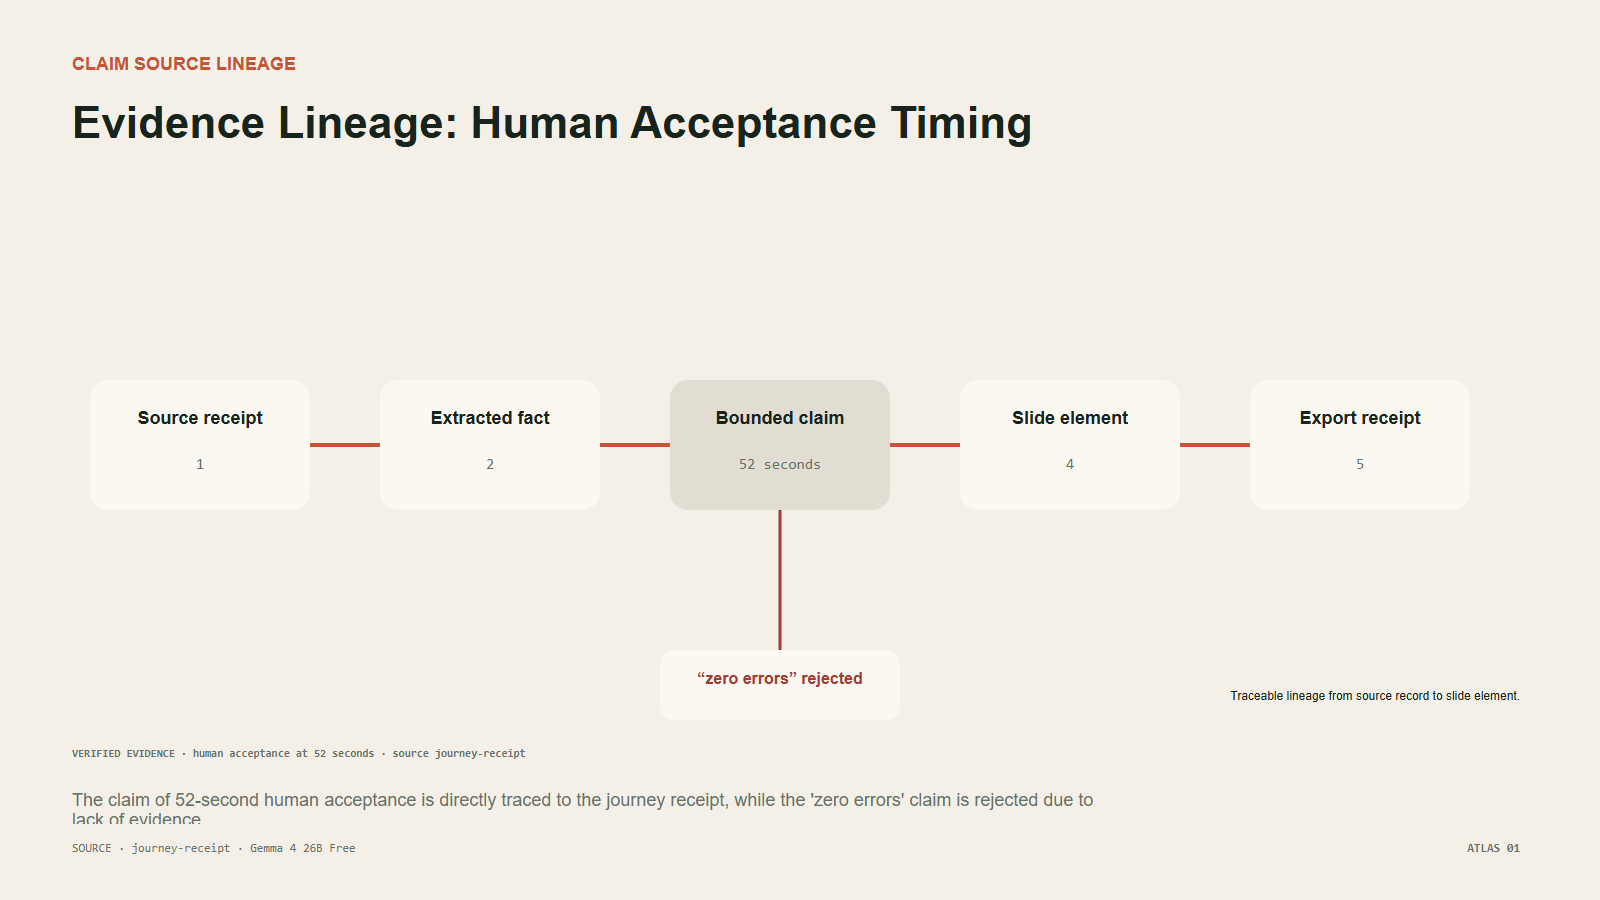 CLAIM SOURCE LINEAGE
Evidence Lineage: Human Acceptance Timing
Source receipt
1
Extracted fact
2
Bounded claim
52 seconds
Slide element
4
Export receipt
5
“zero errors” rejected
Traceable lineage from source record to slide element.
VERIFIED EVIDENCE · human acceptance at 52 seconds · source journey-receipt
The claim of 52-second human acceptance is directly traced to the journey receipt, while the 'zero errors' claim is rejected due to
lack of evidence
SOURCE · journey-receipt · Gemma 4 26B Free
ATLAS 01